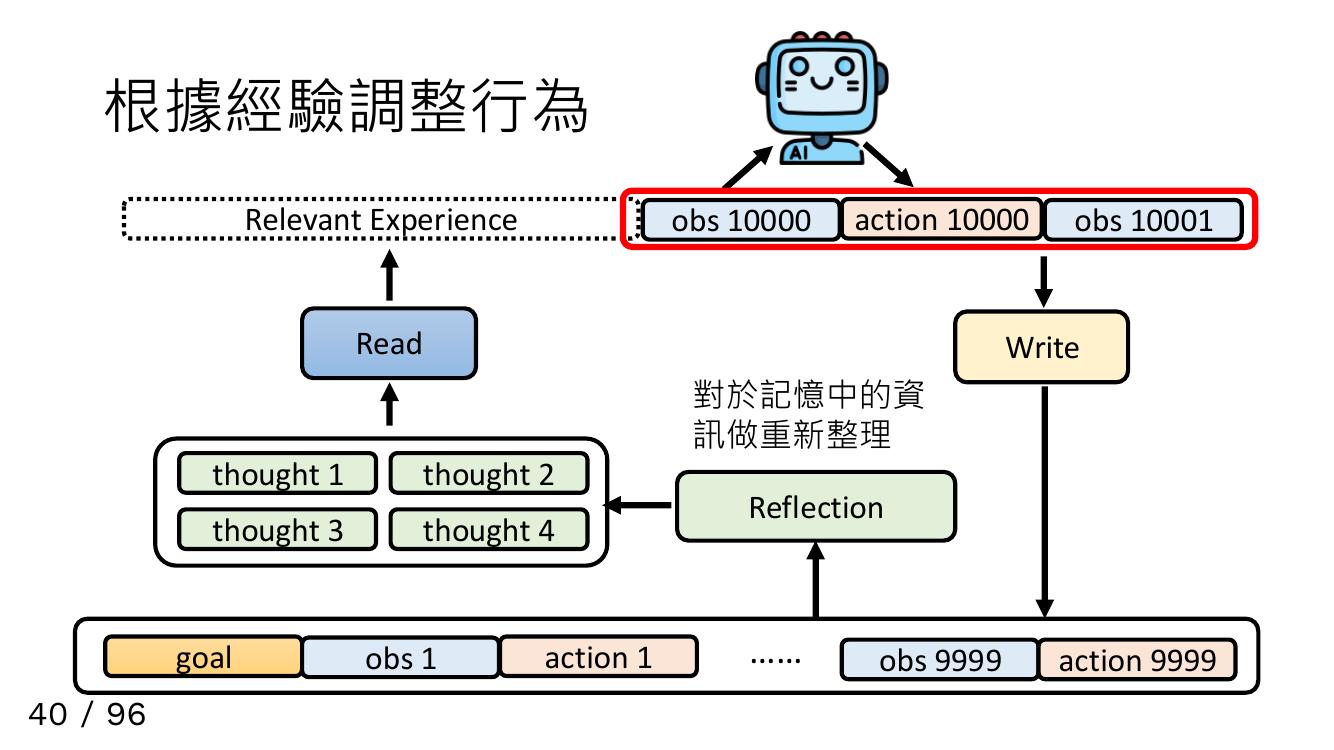 根據經驗調整行為
AI
Relevant Experience
obs 10000
action 10000
obs 10001
Read
Write
對於記憶中的資
訊做重新整理
thought 1
thought 2
thought 3
thought 4
Reflection
goal
obs 1
action 1
......
obs 9999
action 9999
40 / 96